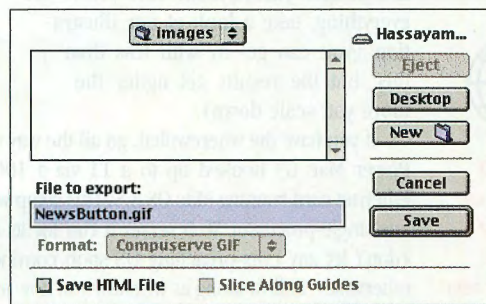 images
Hassayam...
Eject
Desktop
New
File to export:
NewsButton.gif
Cancel
Save
Format: Compuserve GIF
Save HTML File
Slice Along Guides